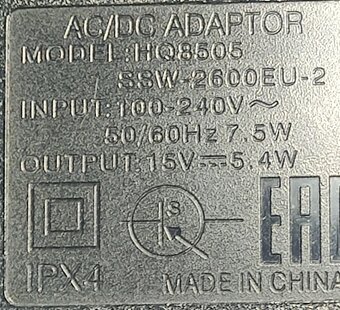 AC/DC ADAPTOR
MODEL:HQ8505
SSW-2600EU-2
INPUT:100-240V~
50/60Hz 7.5W
OUTPUT:15V⎓5.4W
S
EAC
IPX4
MADE IN CHINA